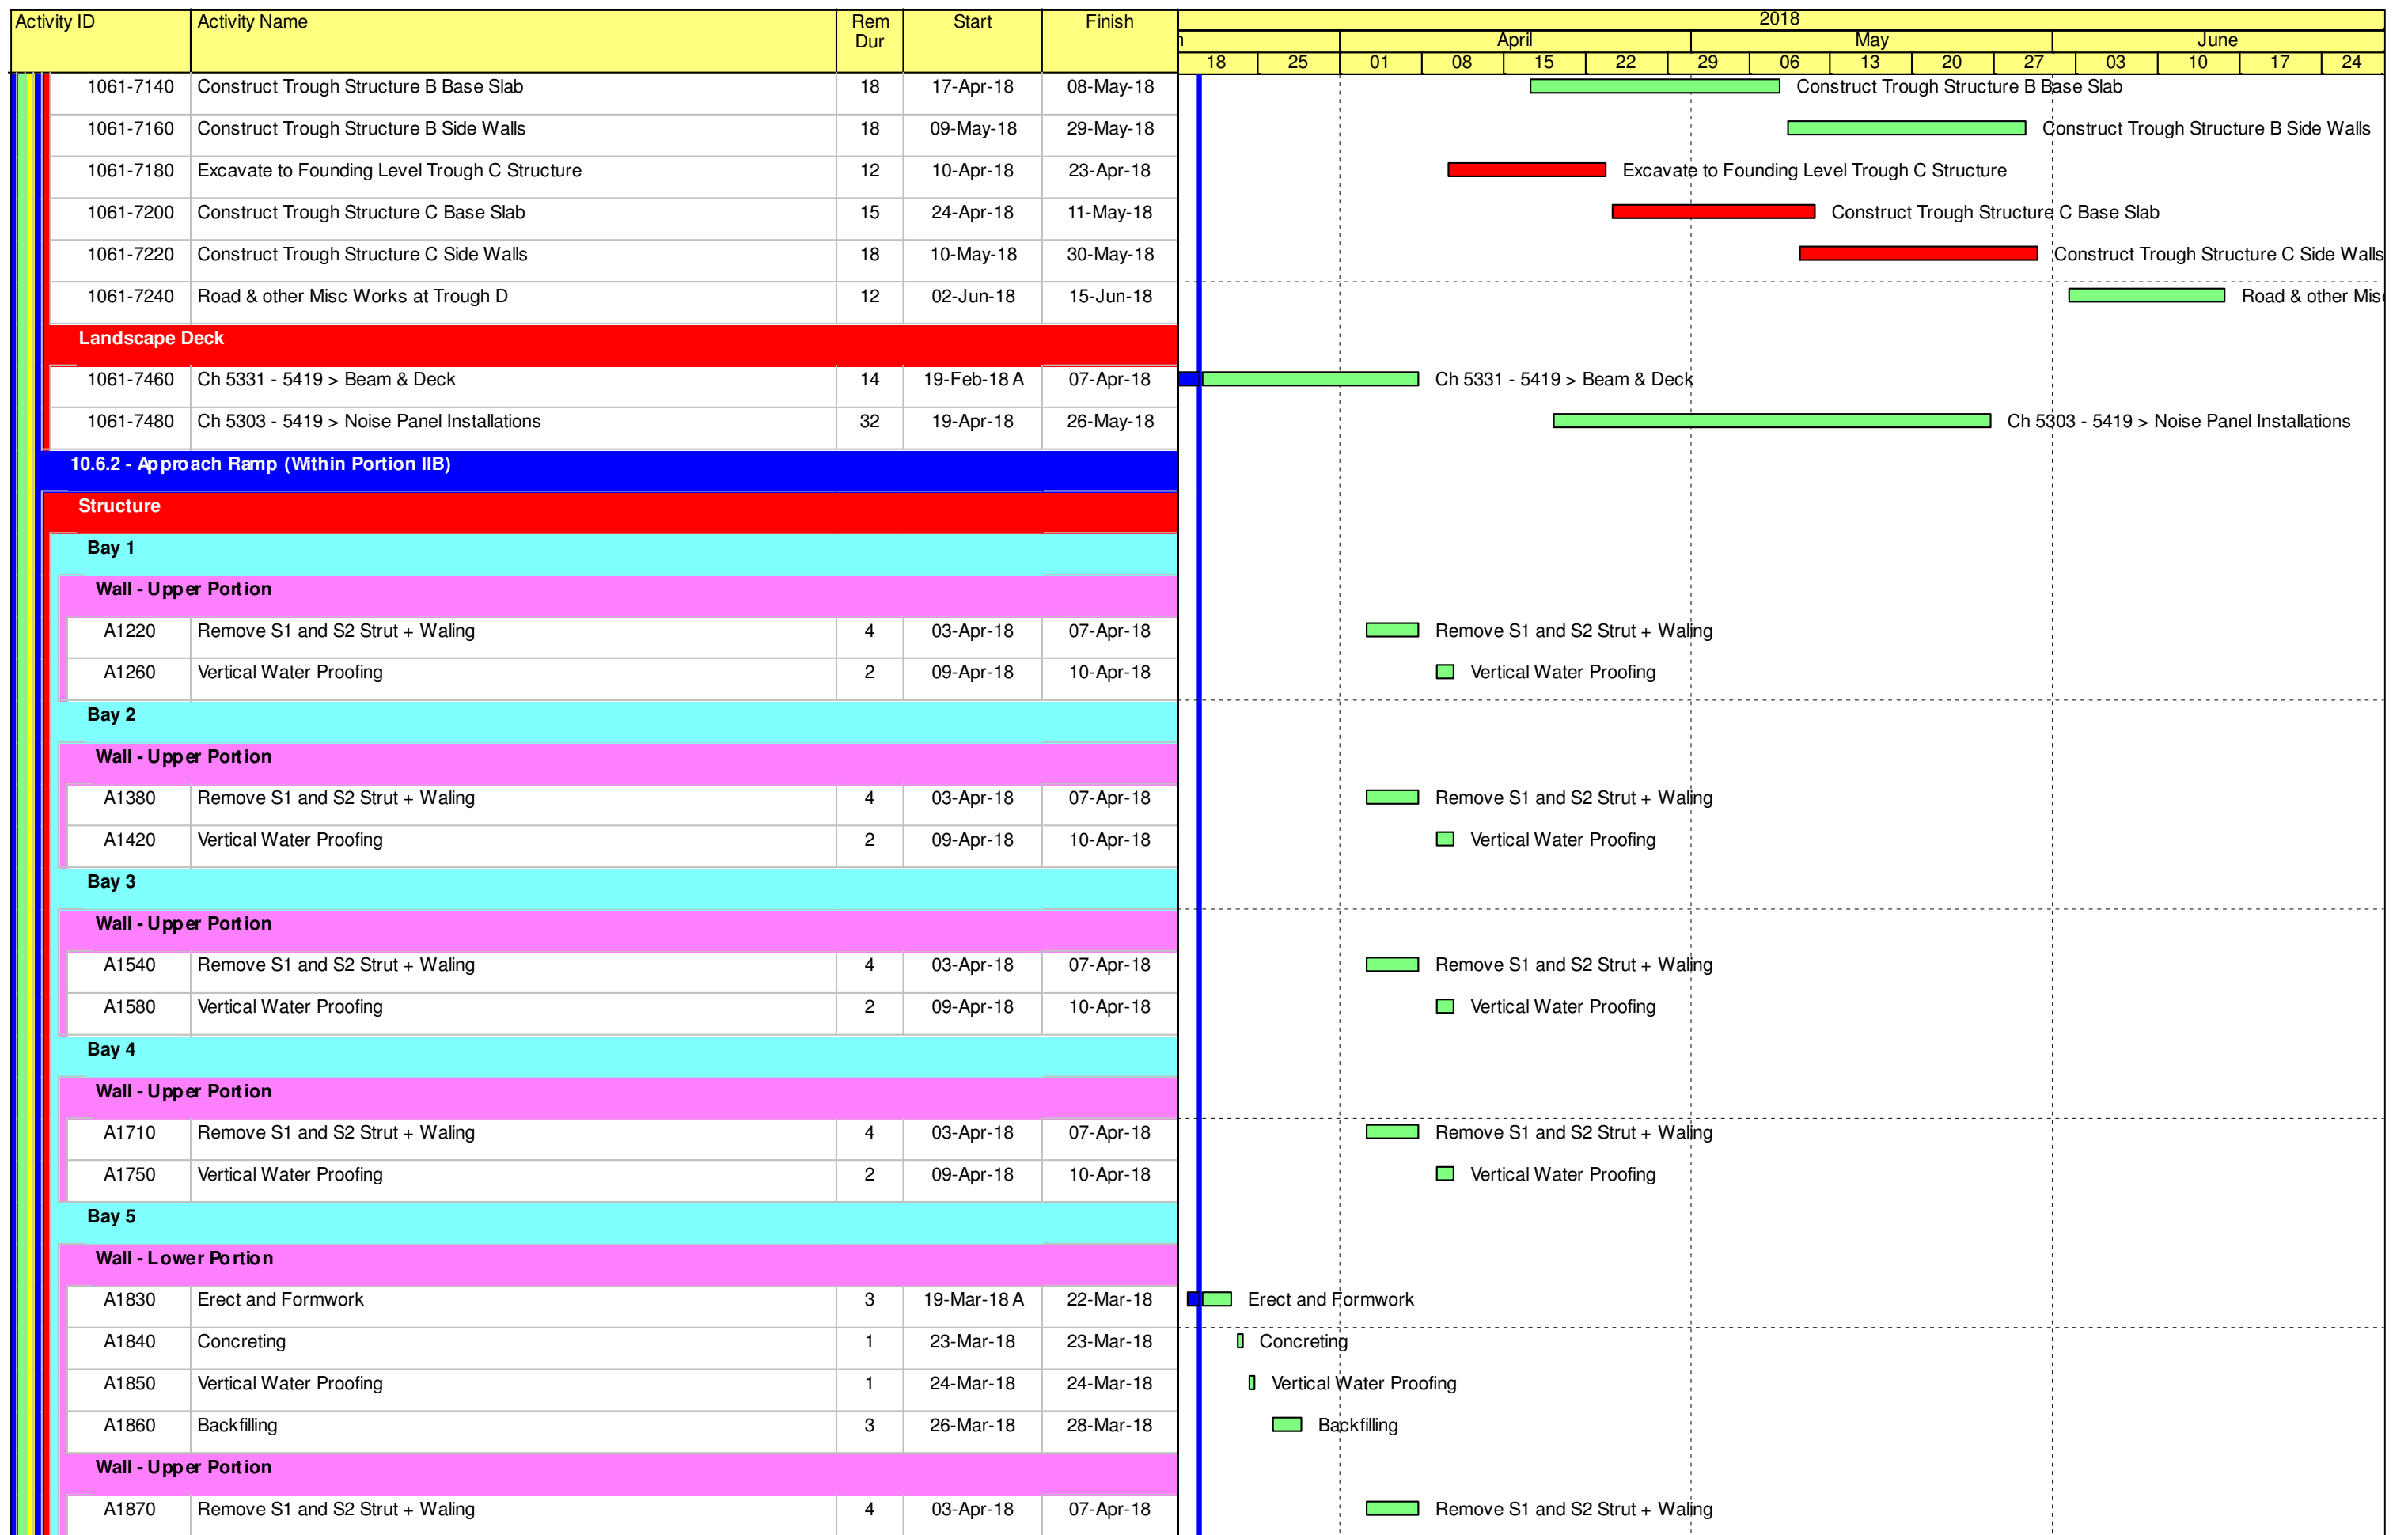 Activity ID Activity Name Rem Dur Start Finish 2018
April May June
18 25 01 08 15 22 29 06 13 20 27 03 10 17 24
1061-7140 Construct Trough Structure B Base Slab 18 17-Apr-18 08-May-18 Construct Trough Structure B Base Slab
1061-7160 Construct Trough Structure B Side Walls 18 09-May-18 29-May-18 Construct Trough Structure B Side Walls
1061-7180 Excavate to Founding Level Trough C Structure 12 10-Apr-18 23-Apr-18 Excavate to Founding Level Trough C Structure
1061-7200 Construct Trough Structure C Base Slab 15 24-Apr-18 11-May-18 Construct Trough Structure C Base Slab
1061-7220 Construct Trough Structure C Side Walls 18 10-May-18 30-May-18 Construct Trough Structure C Side Walls
1061-7240 Road & other Misc Works at Trough D 12 02-Jun-18 15-Jun-18 Road & other Misc
Landscape Deck
1061-7460 Ch 5331 - 5419 > Beam & Deck 14 19-Feb-18 A 07-Apr-18 Ch 5331 - 5419 > Beam & Deck
1061-7480 Ch 5303 - 5419 > Noise Panel Installations 32 19-Apr-18 26-May-18 Ch 5303 - 5419 > Noise Panel Installations
10.6.2 - Approach Ramp (Within Portion IIB)
Structure
Bay 1
Wall - Upper Portion
A1220 Remove S1 and S2 Strut + Waling 4 03-Apr-18 07-Apr-18 Remove S1 and S2 Strut + Waling
A1260 Vertical Water Proofing 2 09-Apr-18 10-Apr-18 Vertical Water Proofing
Bay 2
Wall - Upper Portion
A1380 Remove S1 and S2 Strut + Waling 4 03-Apr-18 07-Apr-18 Remove S1 and S2 Strut + Waling
A1420 Vertical Water Proofing 2 09-Apr-18 10-Apr-18 Vertical Water Proofing
Bay 3
Wall - Upper Portion
A1540 Remove S1 and S2 Strut + Waling 4 03-Apr-18 07-Apr-18 Remove S1 and S2 Strut + Waling
A1580 Vertical Water Proofing 2 09-Apr-18 10-Apr-18 Vertical Water Proofing
Bay 4
Wall - Upper Portion
A1710 Remove S1 and S2 Strut + Waling 4 03-Apr-18 07-Apr-18 Remove S1 and S2 Strut + Waling
A1750 Vertical Water Proofing 2 09-Apr-18 10-Apr-18 Vertical Water Proofing
Bay 5
Wall - Lower Portion
A1830 Erect and Formwork 3 19-Mar-18 A 22-Mar-18 Erect and Formwork
A1840 Concreting 1 23-Mar-18 23-Mar-18 Concreting
A1850 Vertical Water Proofing 1 24-Mar-18 24-Mar-18 Vertical Water Proofing
A1860 Backfilling 3 26-Mar-18 28-Mar-18 Backfilling
Wall - Upper Portion
A1870 Remove S1 and S2 Strut + Waling 4 03-Apr-18 07-Apr-18 Remove S1 and S2 Strut + Waling